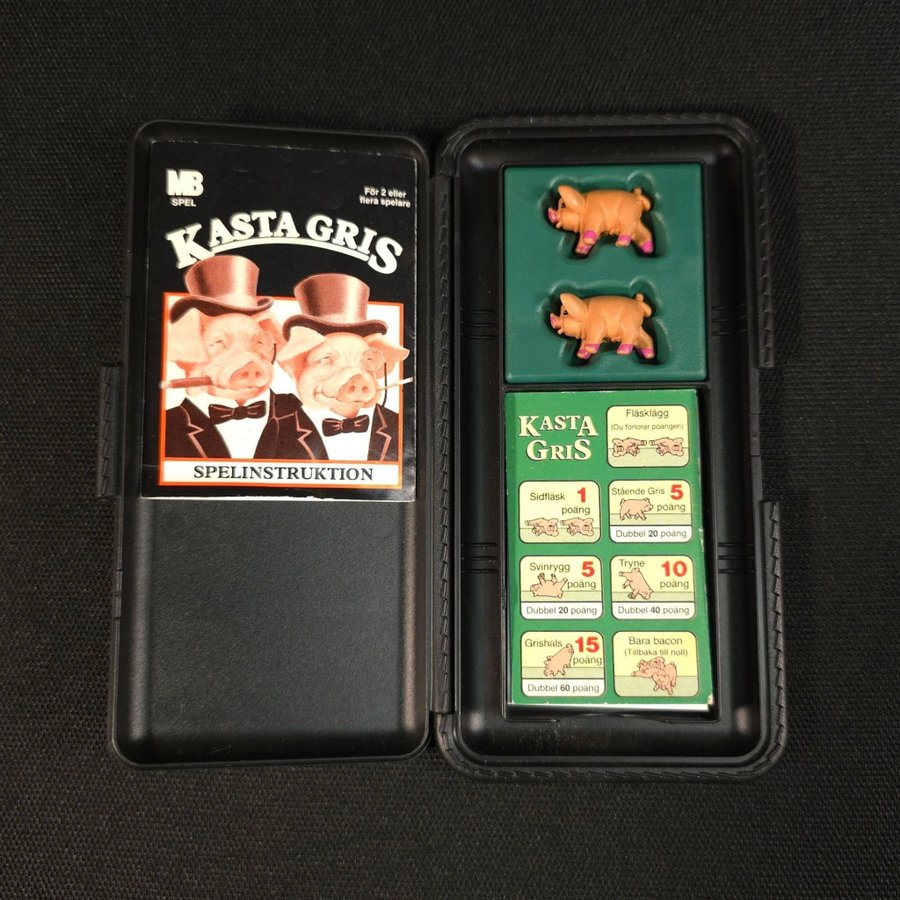 MB
SPEL
För 2 eller
flera spelare
KASTA GRIS
SPELINSTRUKTION
KASTA
GRIS
Fläsklägg
(Du förlorar poängen)
Sidfläsk 1
poäng
Stående Gris 5
poäng
Dubbel 20 poäng
Svinrygg 5
poäng
Dubbel 20 poäng
Tryne 10
poäng
Dubbel 40 poäng
Grishals 15
poäng
Dubbel 60 poäng
Bara bacon
(Tillbaka till noll)